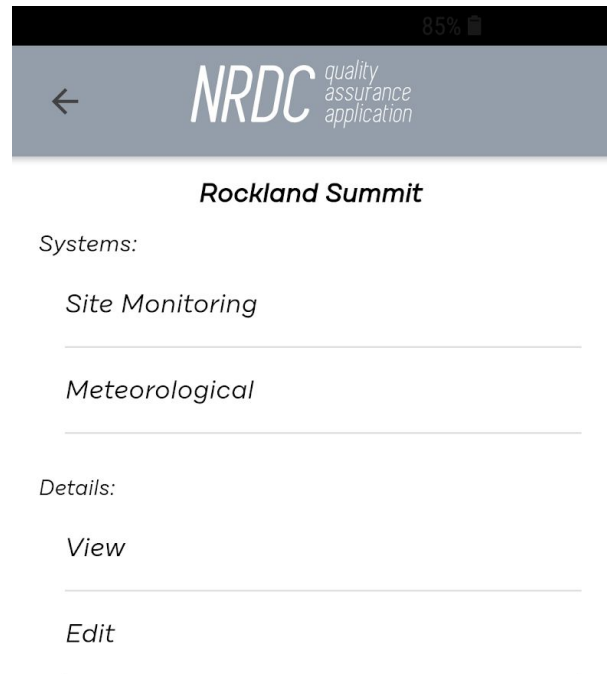 85%
NRDC quality
assurance
application
Rockland Summit
Systems:
Site Monitoring
Meteorological
Details:
View
Edit